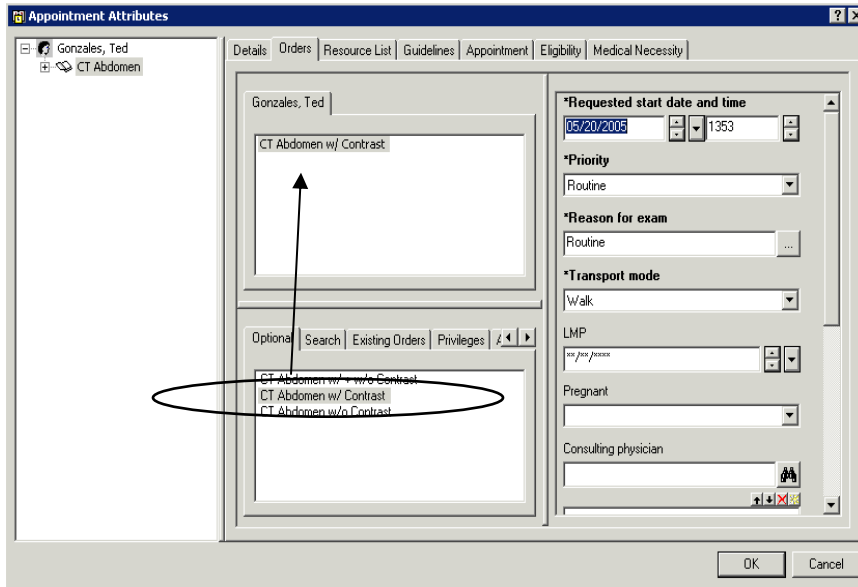 Appointment Attributes
Gonzales, Ted
CT Abdomen
Details Orders Resource List Guidelines Appointment Eligibility Medical Necessity
Gonzales, Ted
CT Abdomen w/ Contrast
Optional Search Existing Orders Privileges
CT Abdomen w/ + w/o Contrast
CT Abdomen w/ Contrast
CT Abdomen w/o Contrast
*Requested start date and time
05/20/2005 1353
*Priority
Routine
*Reason for exam
Routine
...
*Transport mode
Walk
LMP
**/**/****
Pregnant
Consulting physician
OK Cancel